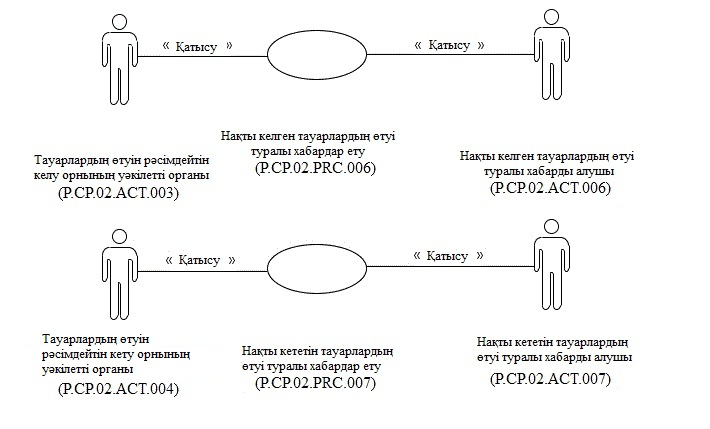 « Қатысу »
« Қатысу »
Тауарлардың өтуін рәсімдейтін
келу орнының уәкілетті органы
(P.CP.02.ACT.003)
Нақты келген тауарлардың өтуі
туралы хабардар ету
(P.CP.02.PRC.006)
Нақты келген тауарлардың өтуі
туралы хабарды алушы
(P.CP.02.ACT.006)
« Қатысу »
« Қатысу »
Тауарлардың өтуін
рәсімдейтін кету орнының
уәкілетті органы
(P.CP.02.ACT.004)
Нақты кететін тауарлардың
өтуі туралы хабардар ету
(P.CP.02.PRC.007)
Нақты кететін тауарлардың
өтуі туралы хабарды алушы
(P.CP.02.ACT.007)